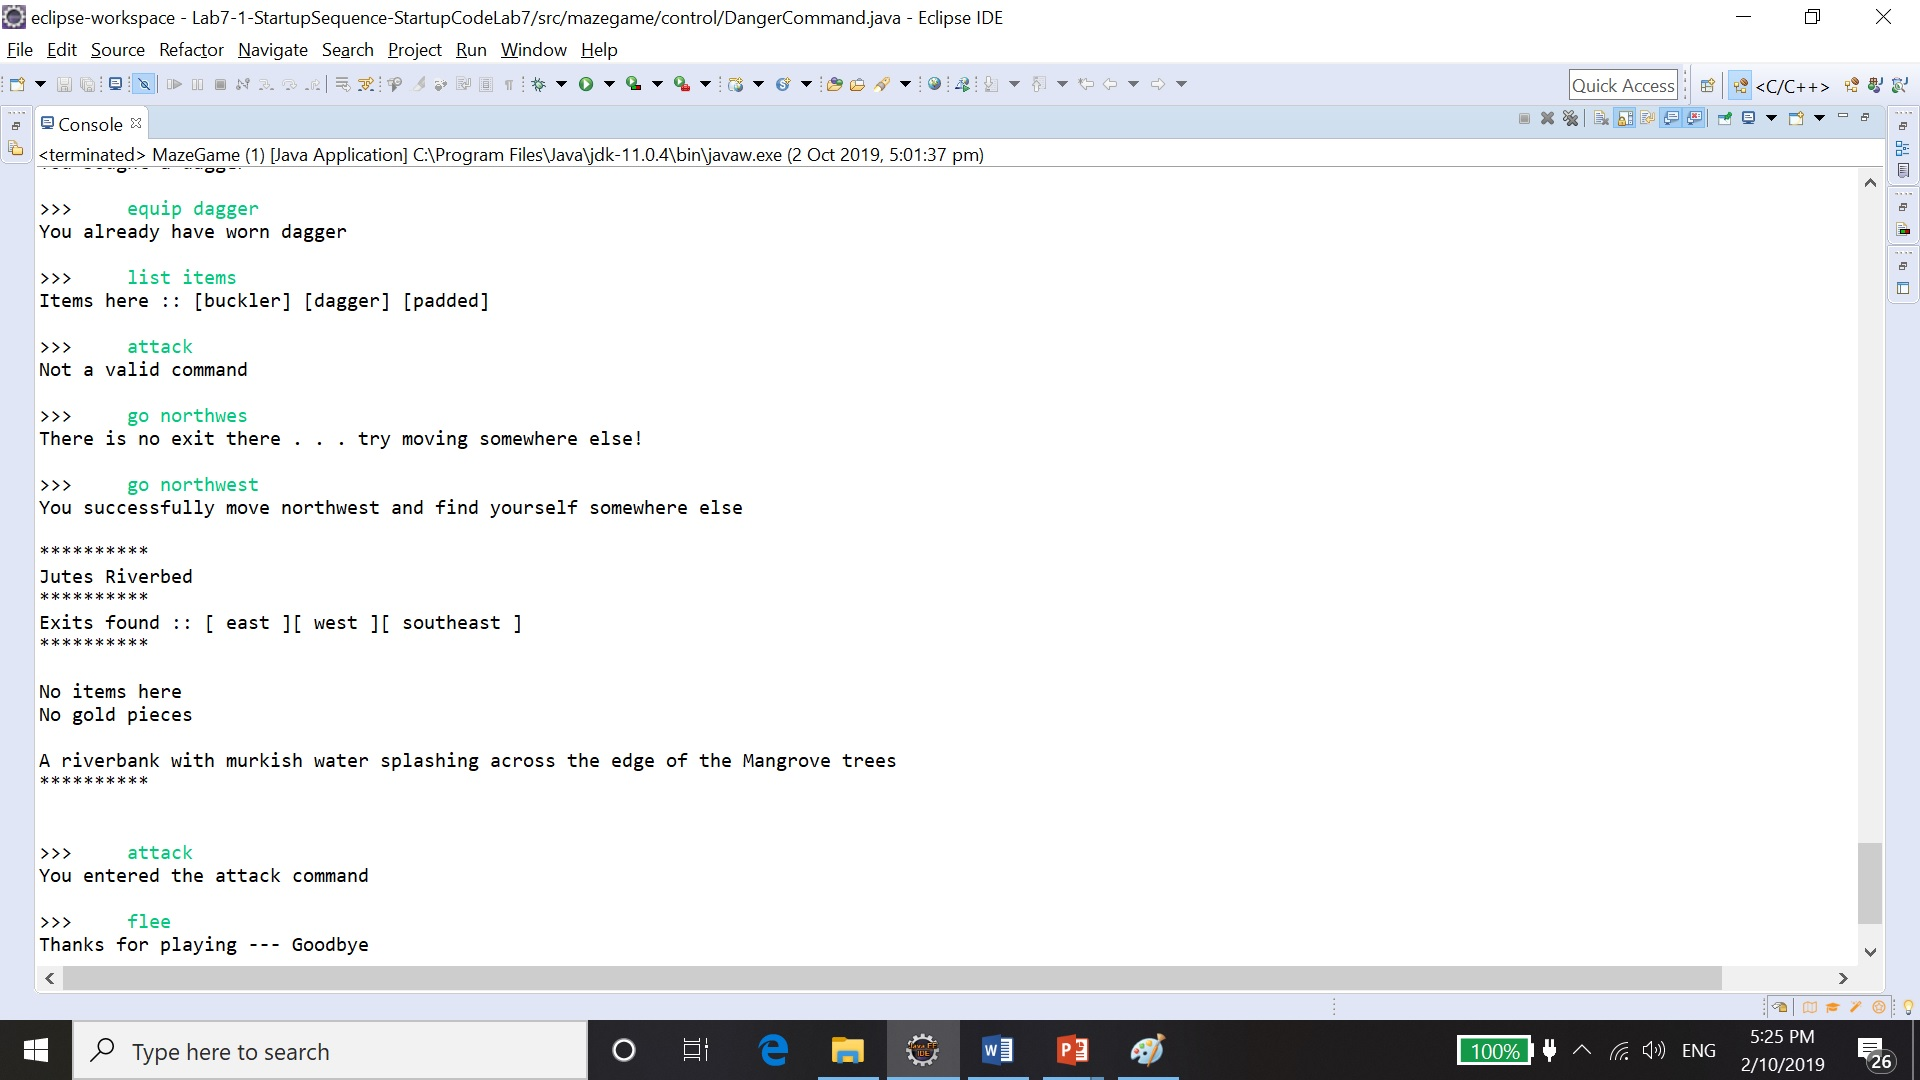 eclipse-workspace - Lab7-1-StartupSequence-StartupCodeLab7/src/mazegame/control/DangerCommand.java - Eclipse IDE
File Edit Source Refactor Navigate Search Project Run Window Help
Quick Access
<C/C++>
Console
<terminated> MazeGame (1) [Java Application] C:\Program Files\Java\jdk-11.0.4\bin\javaw.exe (2 Oct 2019, 5:01:37 pm)
>>> equip dagger
You already have worn dagger
>>> list items
Items here :: [buckler] [dagger] [padded]
>>> attack
Not a valid command
>>> go northwes
There is no exit there . . . try moving somewhere else!
>>> go northwest
You successfully move northwest and find yourself somewhere else
**********
Jutes Riverbed
**********
Exits found :: [ east ][ west ][ southeast ]
**********
No items here
No gold pieces
A riverbank with murkish water splashing across the edge of the Mangrove trees
**********
>>> attack
You entered the attack command
>>> flee
Thanks for playing --- Goodbye
Type here to search
100%
ENG
5:25 PM
2/10/2019
26